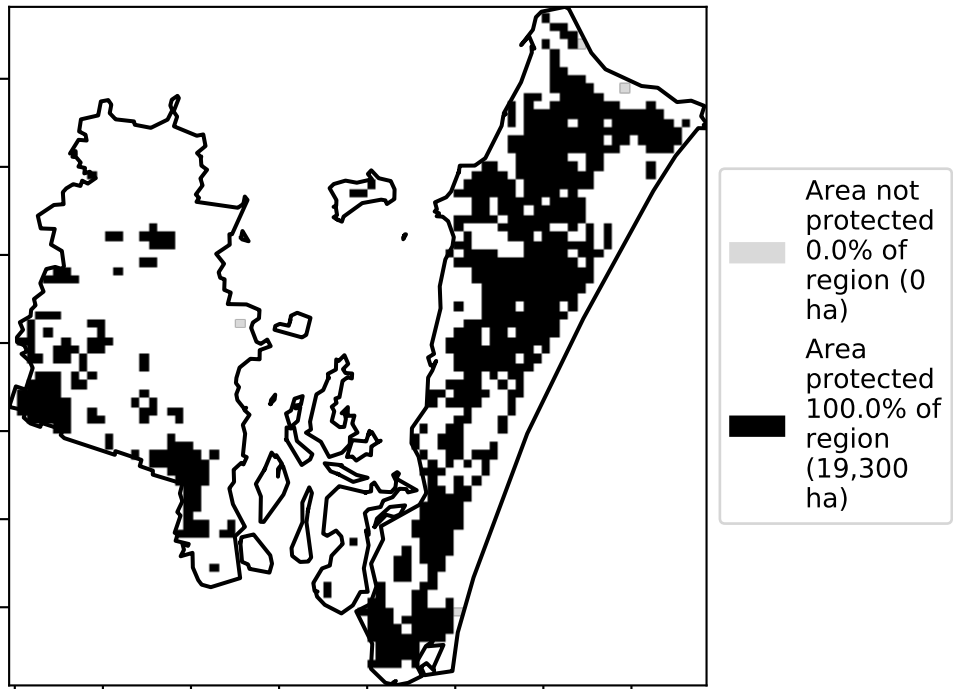 Area not
protected
0.0% of
region (0
ha)
Area
protected
100.0% of
region
(19,300
ha)